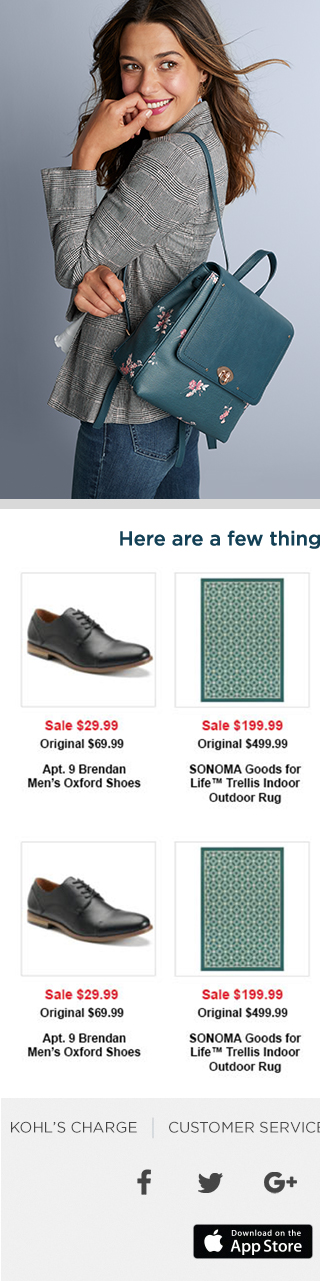 Here are a few thing
Sale $29.99
Original $69.99
Apt. 9 Brendan
Men's Oxford Shoes
Sale $199.99
Original $499.99
SONOMA Goods for
Life™ Trellis Indoor
Outdoor Rug
Sale $29.99
Original $69.99
Apt. 9 Brendan
Men's Oxford Shoes
Sale $199.99
Original $499.99
SONOMA Goods for
Life™ Trellis Indoor
Outdoor Rug
KOHL'S CHARGE | CUSTOMER SERVICE
f G+
Download on the
App Store